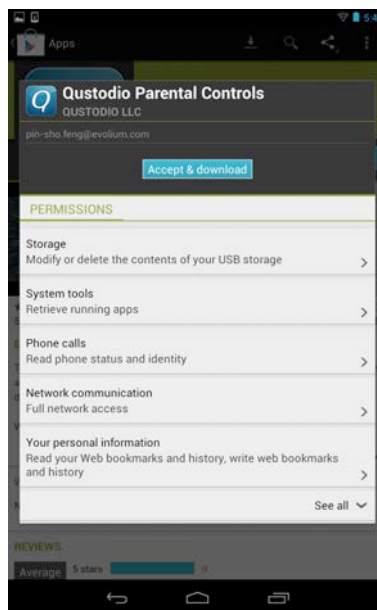 5:4
Apps
Qustodio Parental Controls
QUSTODIO LLC
pin-sho.feng@evolium.com
Accept & download
PERMISSIONS
Storage
Modify or delete the contents of your USB storage
System tools
Retrieve running apps
Phone calls
Read phone status and identity
Network communication
Full network access
Your personal information
Read your Web bookmarks and history, write web bookmarks
and history
See all
REVIEWS
Average 5 stars 9